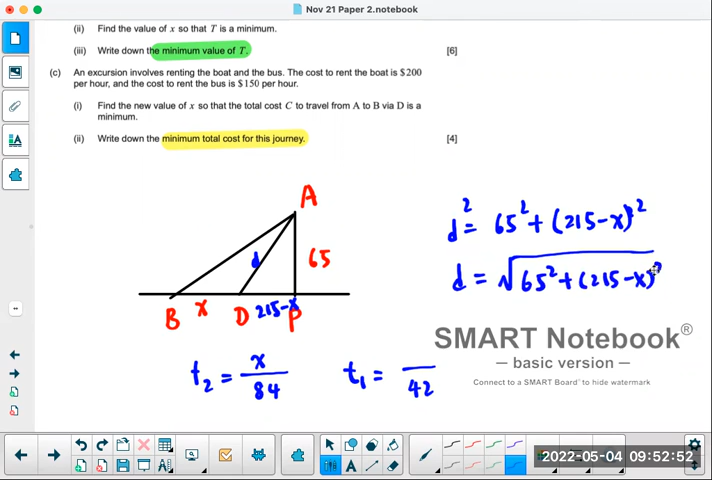 Nov 21 Paper 2.notebook
(ii) Find the value of x so that T is a minimum.
(iii) Write down the minimum value of T. [6]
(c) An excursion involves renting the boat and the bus. The cost to rent the boat is $200
per hour, and the cost to rent the bus is $150 per hour.
(i) Find the new value of x so that the total cost C to travel from A to B via D is a
minimum.
(ii) Write down the minimum total cost for this journey. [4]
A
d² = 65² + (215-x)²
d
65
d = √65² + (215-x)²
B x D 215-x P
SMART Notebook®
— basic version —
Connect to a SMART Board® to hide watermark
t₂ = x/84 t₁ = /42
2022-05-04 09:52:52